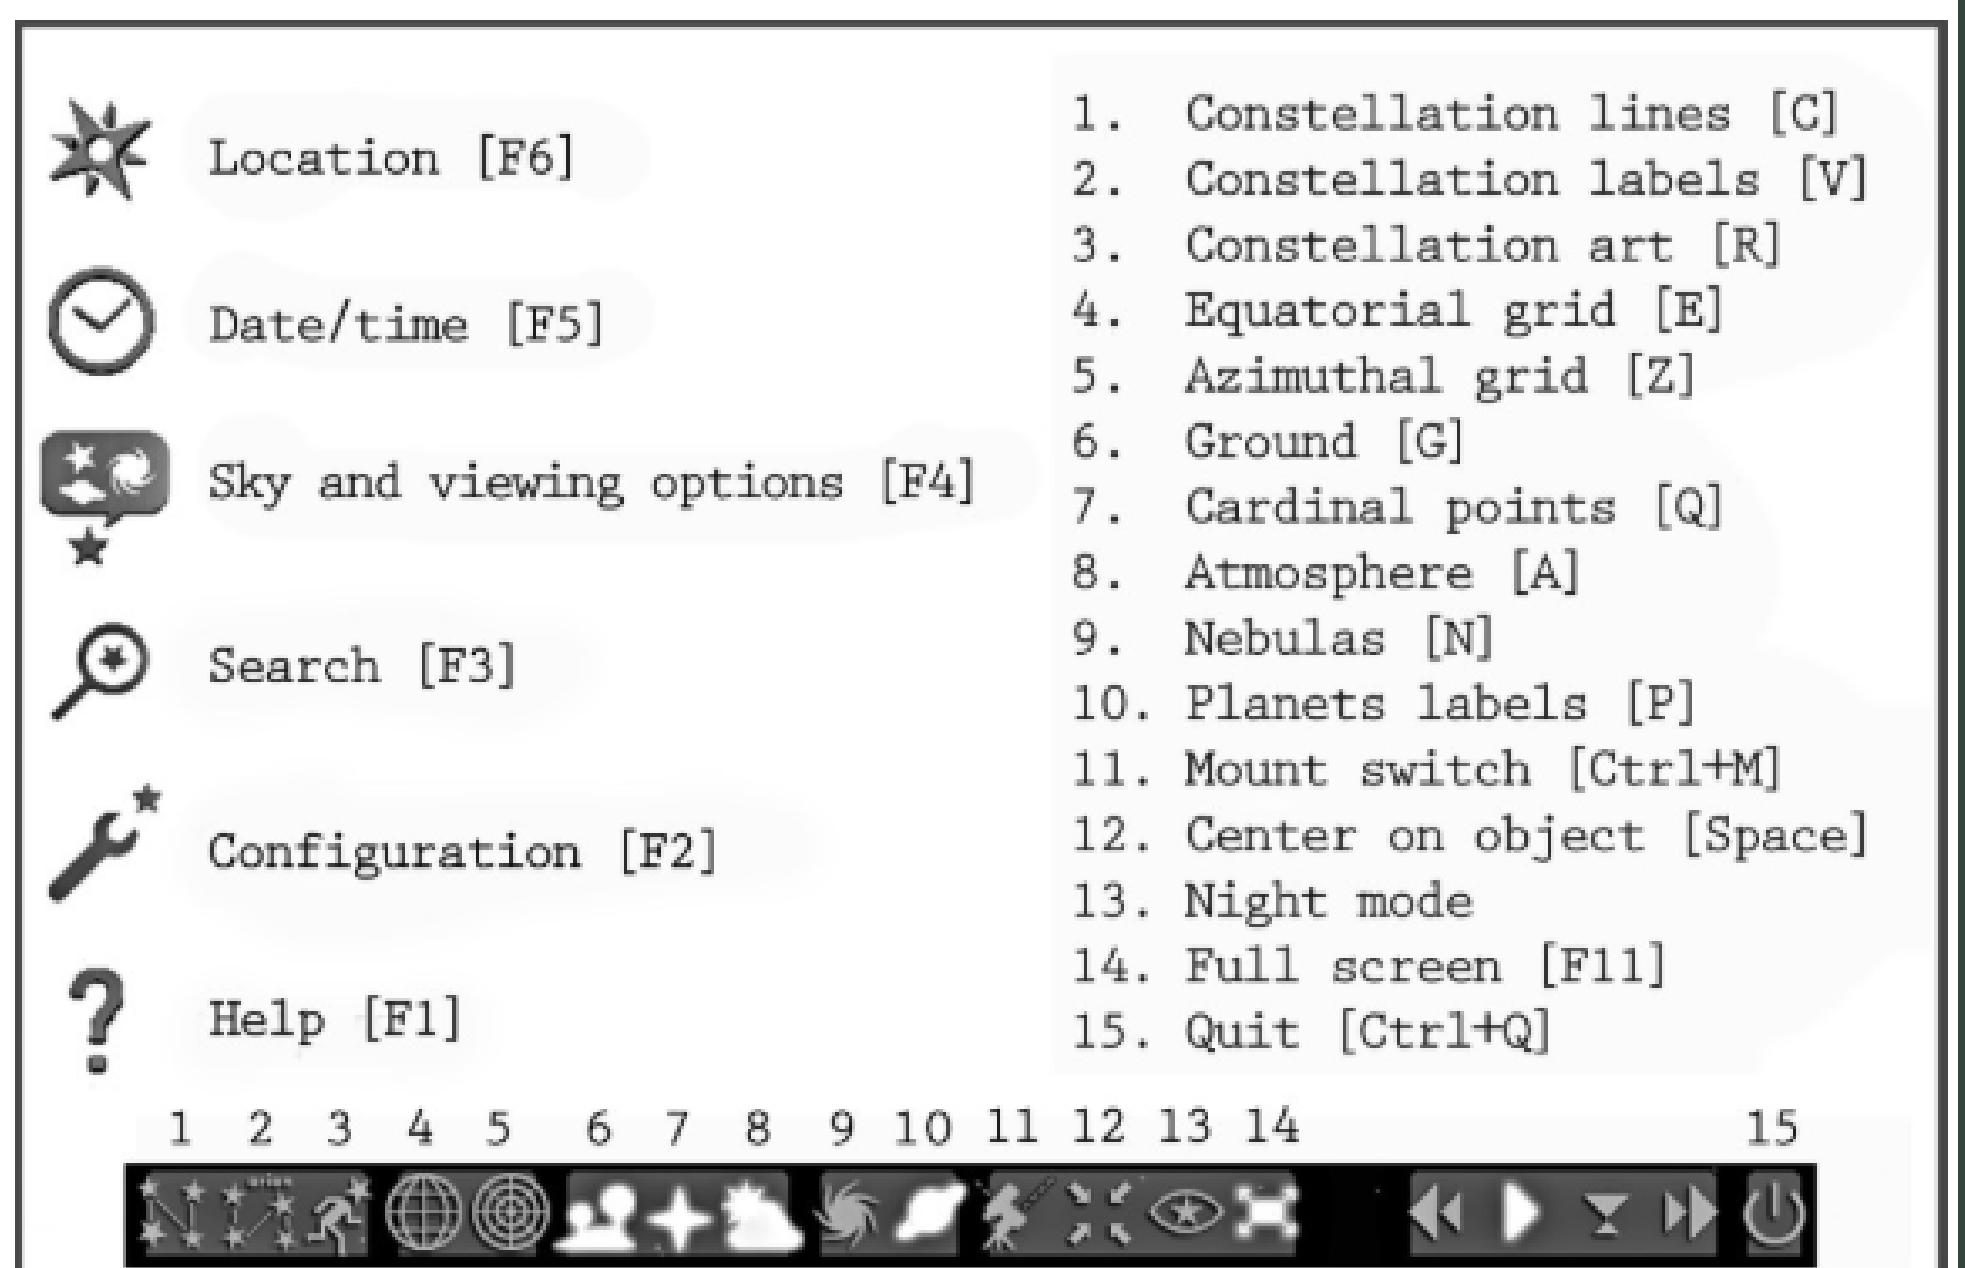 Location [F6]
Date/time [F5]
Sky and viewing options [F4]
Search [F3]
Configuration [F2]
Help [F1]
1. Constellation lines [C]
2. Constellation labels [V]
3. Constellation art [R]
4. Equatorial grid [E]
5. Azimuthal grid [Z]
6. Ground [G]
7. Cardinal points [Q]
8. Atmosphere [A]
9. Nebulas [N]
10. Planets labels [P]
11. Mount switch [Ctrl+M]
12. Center on object [Space]
13. Night mode
14. Full screen [F11]
15. Quit [Ctrl+Q]
1 2 3 4 5 6 7 8 9 10 11 12 13 14 15